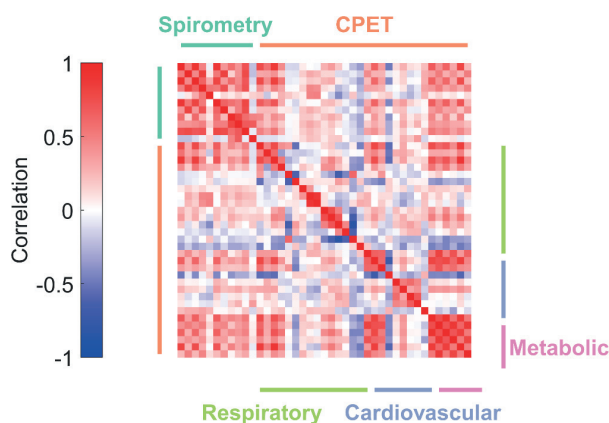 Spirometry CPET
1
0.5
0
-0.5
-1
Correlation
Metabolic
Respiratory Cardiovascular